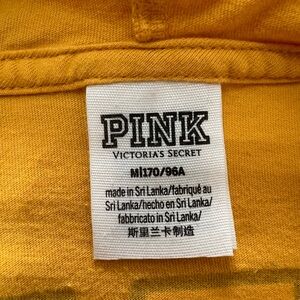 PINK
VICTORIA'S SECRET
M|170/96A
made in Sri Lanka/fabriqué au
Sri Lanka/hecho en Sri Lanka/
fabbricato in Sri Lanka/
斯里兰卡制造